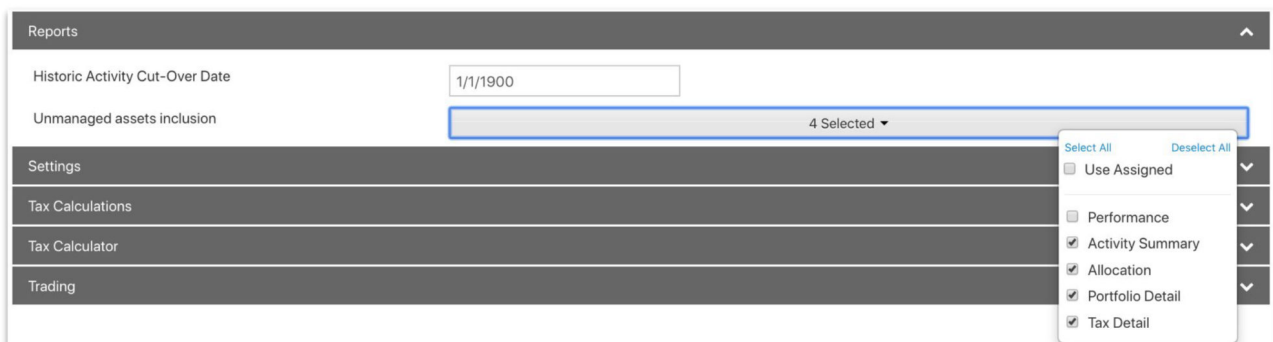 Reports
Historic Activity Cut-Over Date
1/1/1900
Unmanaged assets inclusion
4 Selected
Select All Deselect All
Use Assigned
Performance
Activity Summary
Allocation
Portfolio Detail
Tax Detail
Settings
Tax Calculations
Tax Calculator
Trading